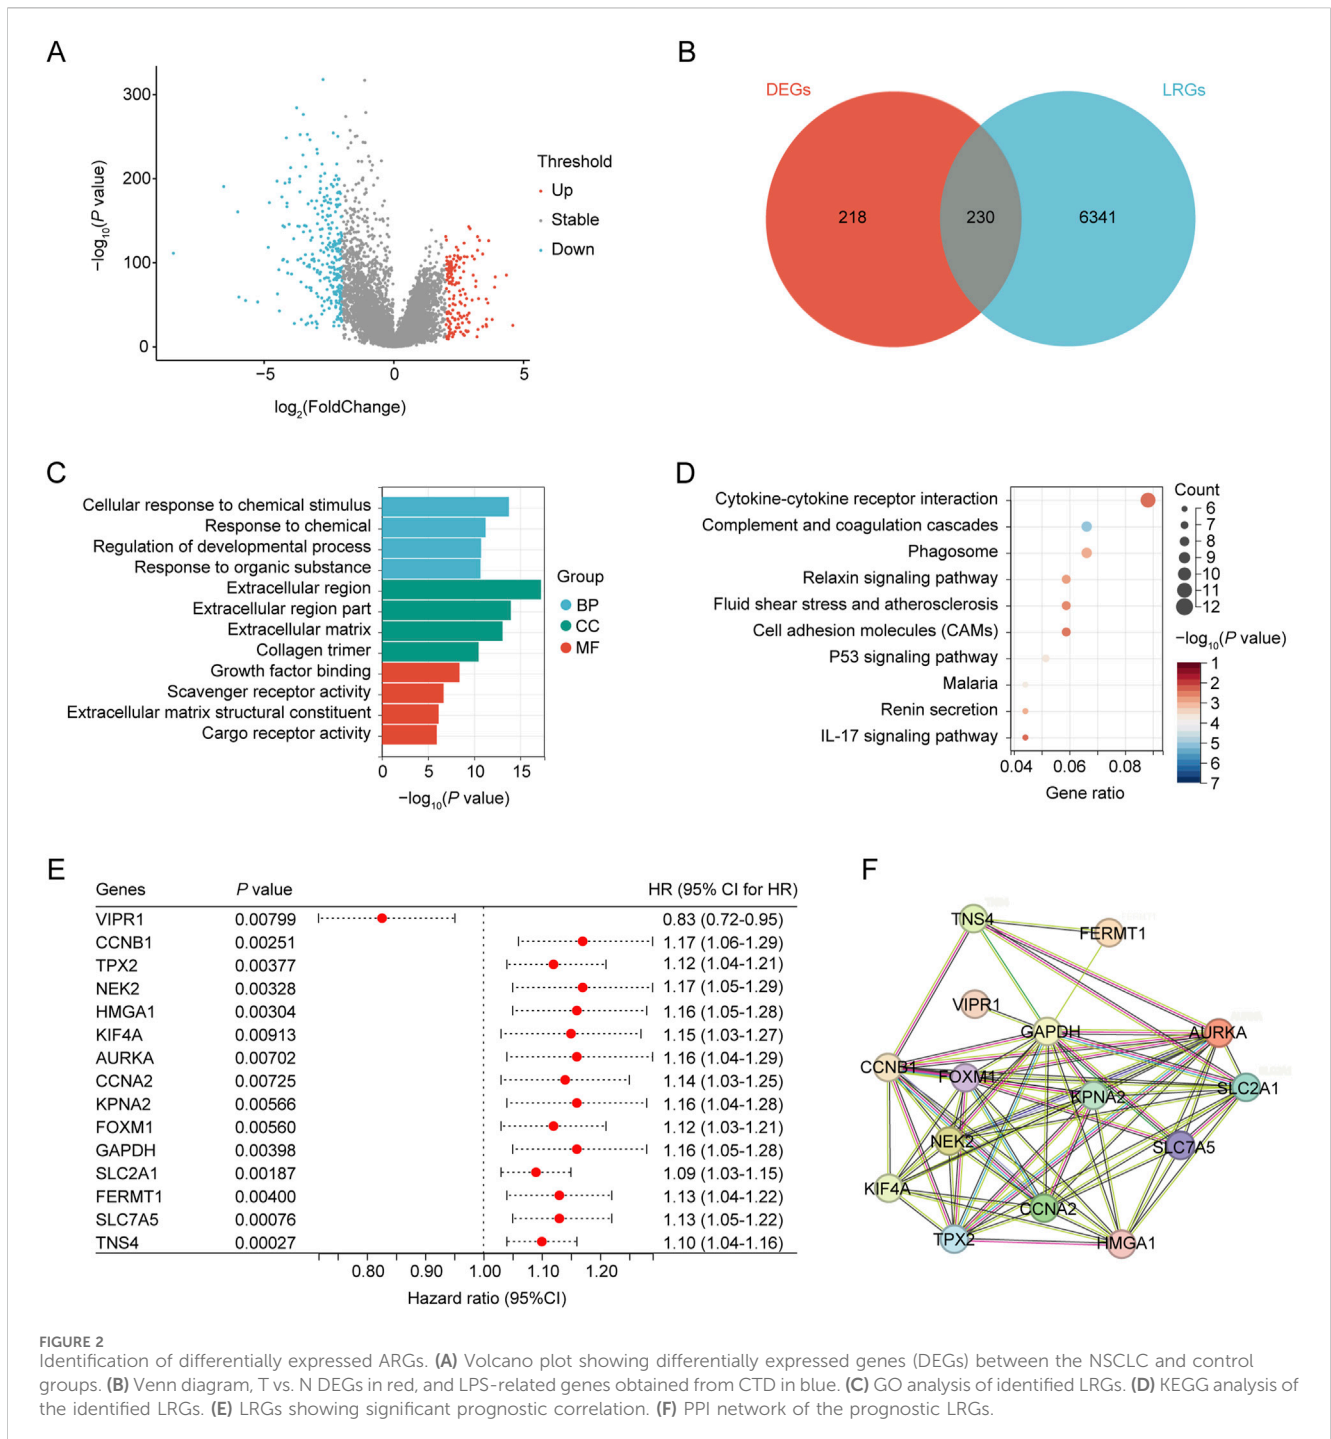 A
300
200
100
0
−log10(P value)
−5
0
5
log2(FoldChange)
Threshold
Up
Stable
Down
B
DEGs
LRGs
218
230
6341
C
Cellular response to chemical stimulus
Response to chemical
Regulation of developmental process
Response to organic substance
Extracellular region
Extracellular region part
Extracellular matrix
Collagen trimer
Growth factor binding
Scavenger receptor activity
Extracellular matrix structural constituent
Cargo receptor activity
0 5 10 15
−log10(P value)
Group
BP
CC
MF
D
Cytokine-cytokine receptor interaction
Complement and coagulation cascades
Phagosome
Relaxin signaling pathway
Fluid shear stress and atherosclerosis
Cell adhesion molecules (CAMs)
P53 signaling pathway
Malaria
Renin secretion
IL-17 signaling pathway
0.04 0.06 0.08
Gene ratio
Count
6
7
8
9
10
11
12
−log10(P value)
1
2
3
4
5
6
7
E
Genes P value HR (95% CI for HR)
VIPR1 0.00799 0.83 (0.72-0.95)
CCNB1 0.00251 1.17 (1.06-1.29)
TPX2 0.00377 1.12 (1.04-1.21)
NEK2 0.00328 1.17 (1.05-1.29)
HMGA1 0.00304 1.16 (1.05-1.28)
KIF4A 0.00913 1.15 (1.03-1.27)
AURKA 0.00702 1.16 (1.04-1.29)
CCNA2 0.00725 1.14 (1.03-1.25)
KPNA2 0.00566 1.16 (1.04-1.28)
FOXM1 0.00560 1.12 (1.03-1.21)
GAPDH 0.00398 1.16 (1.05-1.28)
SLC2A1 0.00187 1.09 (1.03-1.15)
FERMT1 0.00400 1.13 (1.04-1.22)
SLC7A5 0.00076 1.13 (1.05-1.22)
TNS4 0.00027 1.10 (1.04-1.16)
0.80 0.90 1.00 1.10 1.20
Hazard ratio (95%CI)
F
TNS4
FERMT1
VIPR1
GAPDH
AURKA
CCNB1
FOXM1
SLC2A1
KPNA2
NEK2
SLC7A5
KIF4A
CCNA2
TPX2
HMGA1
FIGURE 2
Identification of differentially expressed ARGs. (A) Volcano plot showing differentially expressed genes (DEGs) between the NSCLC and control
groups. (B) Venn diagram, T vs. N DEGs in red, and LPS-related genes obtained from CTD in blue. (C) GO analysis of identified LRGs. (D) KEGG analysis of
the identified LRGs. (E) LRGs showing significant prognostic correlation. (F) PPI network of the prognostic LRGs.